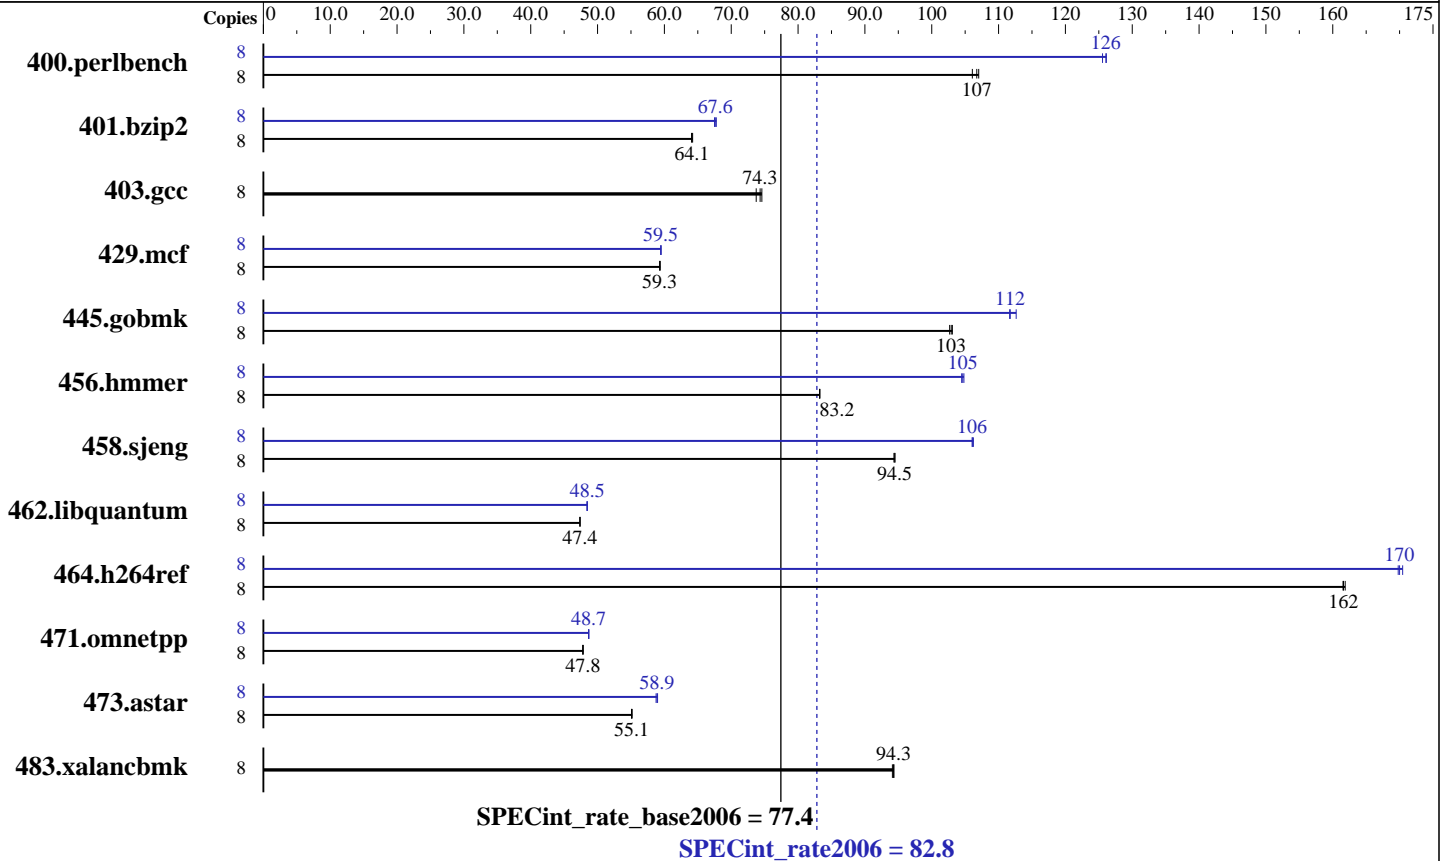 Copies 0 10.0 20.0 30.0 40.0 50.0 60.0 70.0 80.0 90.0 100 110 120 130 140 150 160 175
400.perlbench 8 126
8 107
401.bzip2 8 67.6
8 64.1
403.gcc 8 74.3
429.mcf 8 59.5
8 59.3
445.gobmk 8 112
8 103
456.hmmer 8 105
8 83.2
458.sjeng 8 106
8 94.5
462.libquantum 8 48.5
8 47.4
464.h264ref 8 170
8 162
471.omnetpp 8 48.7
8 47.8
473.astar 8 58.9
8 55.1
483.xalancbmk 8 94.3
SPECint_rate_base2006 = 77.4
SPECint_rate2006 = 82.8